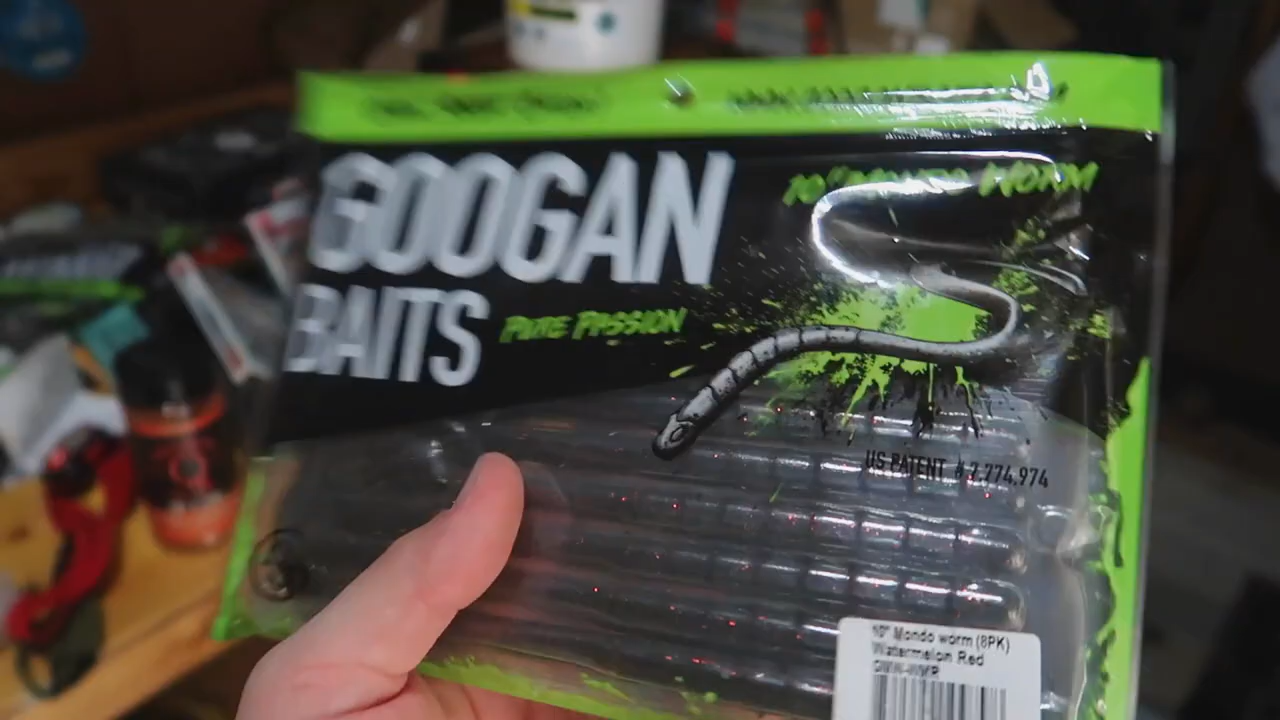 GOOGAN
BAITS
PURE PASSION
10" MONDO WORM
US PATENT # 7,774,974
10" Mondo worm (8PK)
Watermelon Red